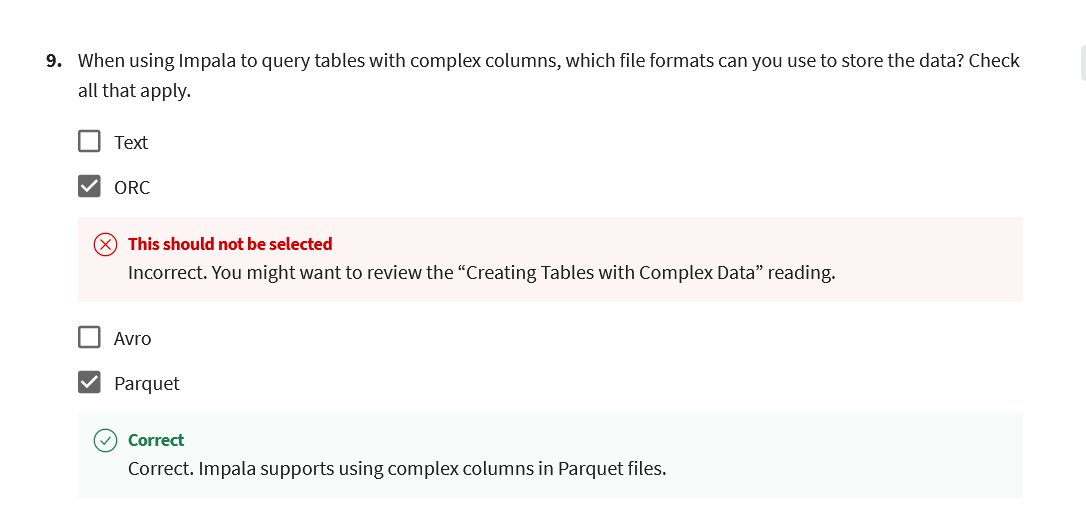 9. When using Impala to query tables with complex columns, which file formats can you use to store the data? Check
all that apply.
Text
ORC
This should not be selected
Incorrect. You might want to review the “Creating Tables with Complex Data” reading.
Avro
Parquet
Correct
Correct. Impala supports using complex columns in Parquet files.